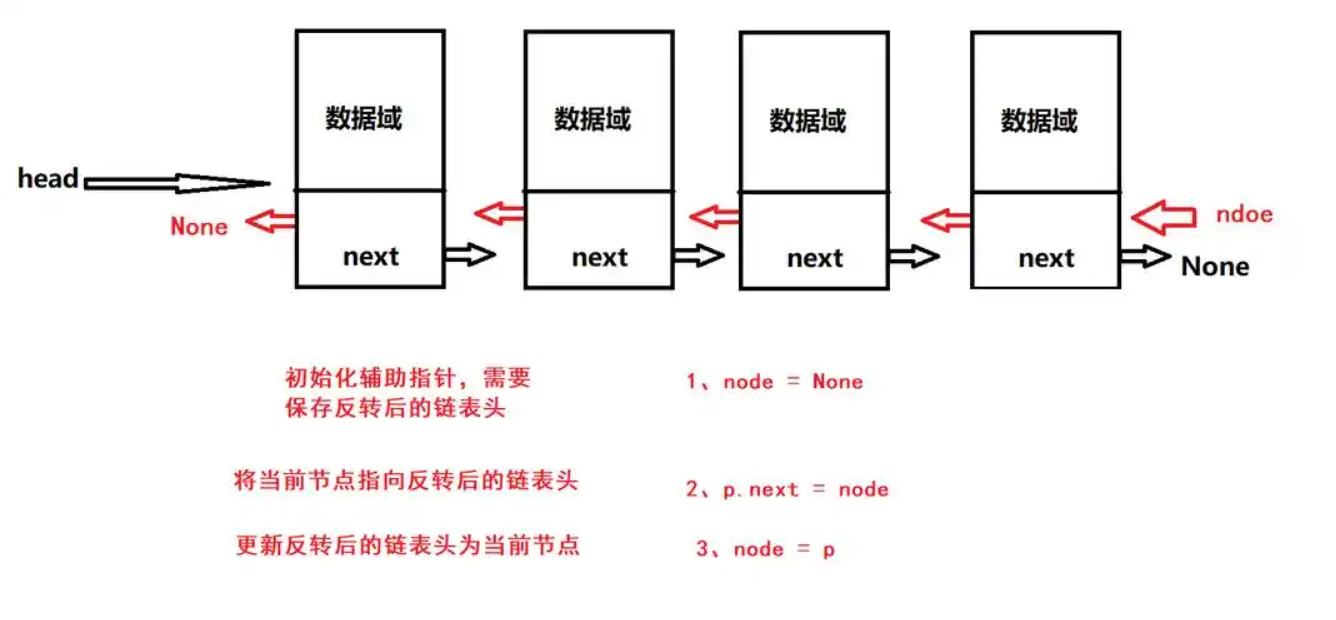 数据域
数据域
数据域
数据域
head
None
ndoe
next
next
next
next
None
初始化辅助指针，需要
保存反转后的链表头
1、node = None
将当前节点指向反转后的链表头
2、p.next = node
更新反转后的链表头为当前节点
3、node = p